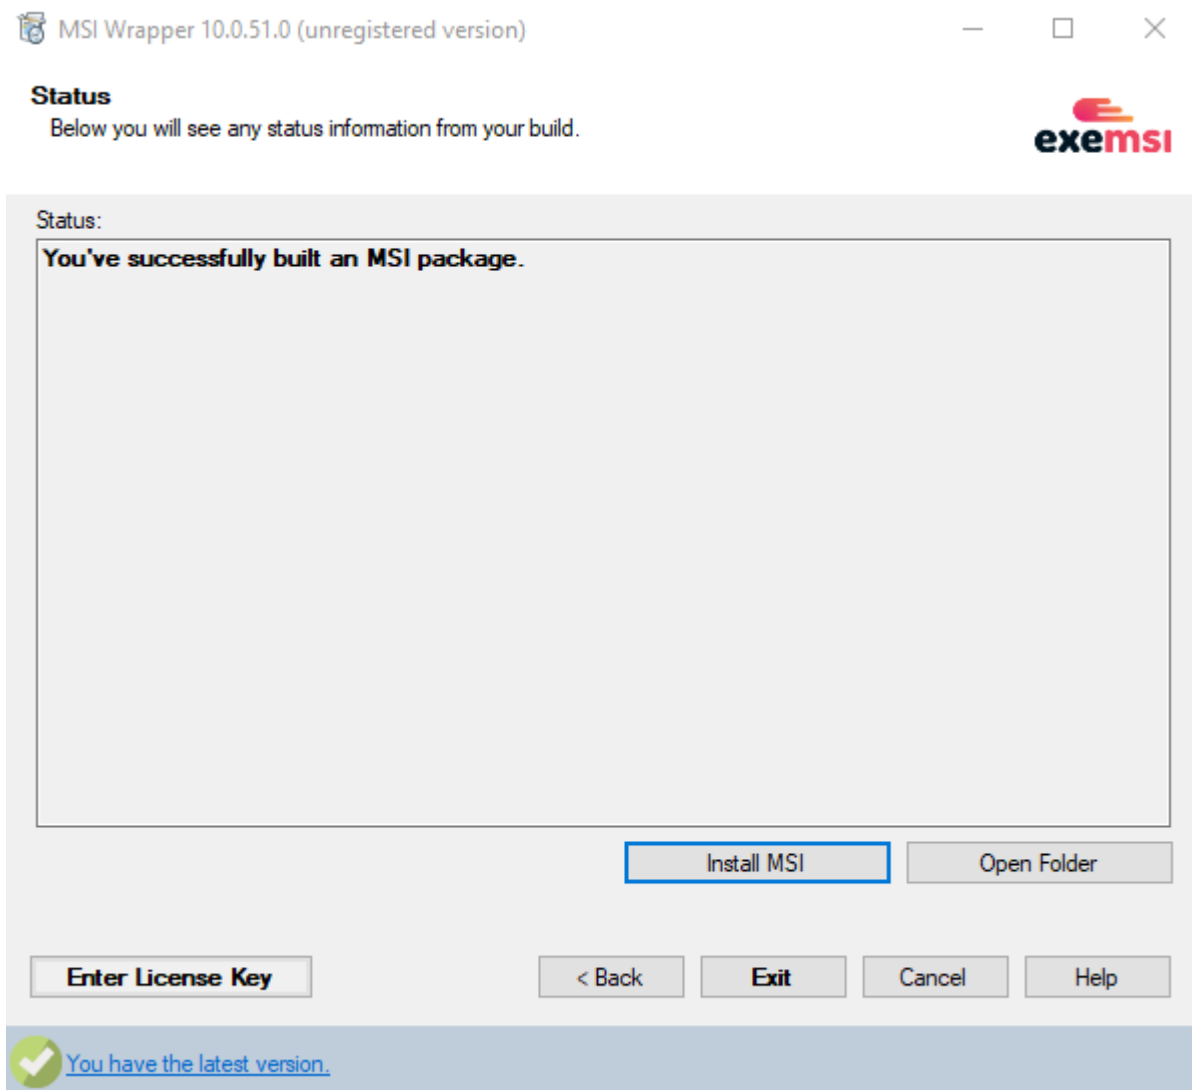 MSI Wrapper 10.0.51.0 (unregistered version)
Status
Below you will see any status information from your build.
exemsi
Status:
You've successfully built an MSI package.
Install MSI
Open Folder
Enter License Key
< Back
Exit
Cancel
Help
You have the latest version.